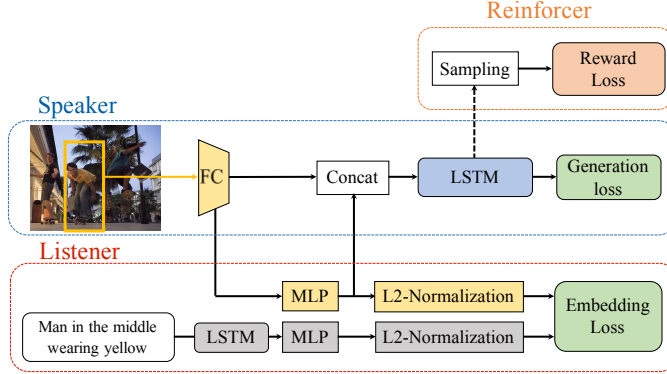 Reinforcer
Sampling
Reward
Loss
Speaker
FC
Concat
LSTM
Generation
loss
Listener
MLP
L2-Normalization
Embedding
Loss
Man in the middle
wearing yellow
LSTM
MLP
L2-Normalization